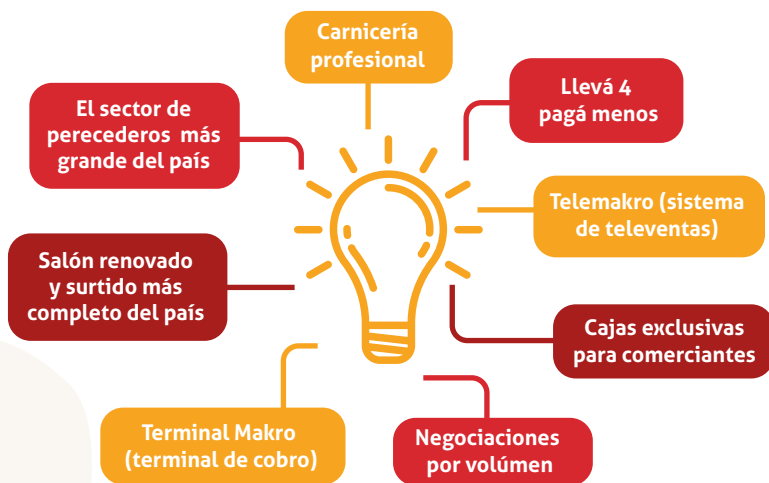 Carnicería
profesional
Llevá 4
pagá menos
El sector de
perecederos más
grande del país
Telemakro (sistema
de televentas)
Salón renovado
y surtido más
completo del país
Cajas exclusivas
para comerciantes
Terminal Makro
(terminal de cobro)
Negociaciones
por volúmen